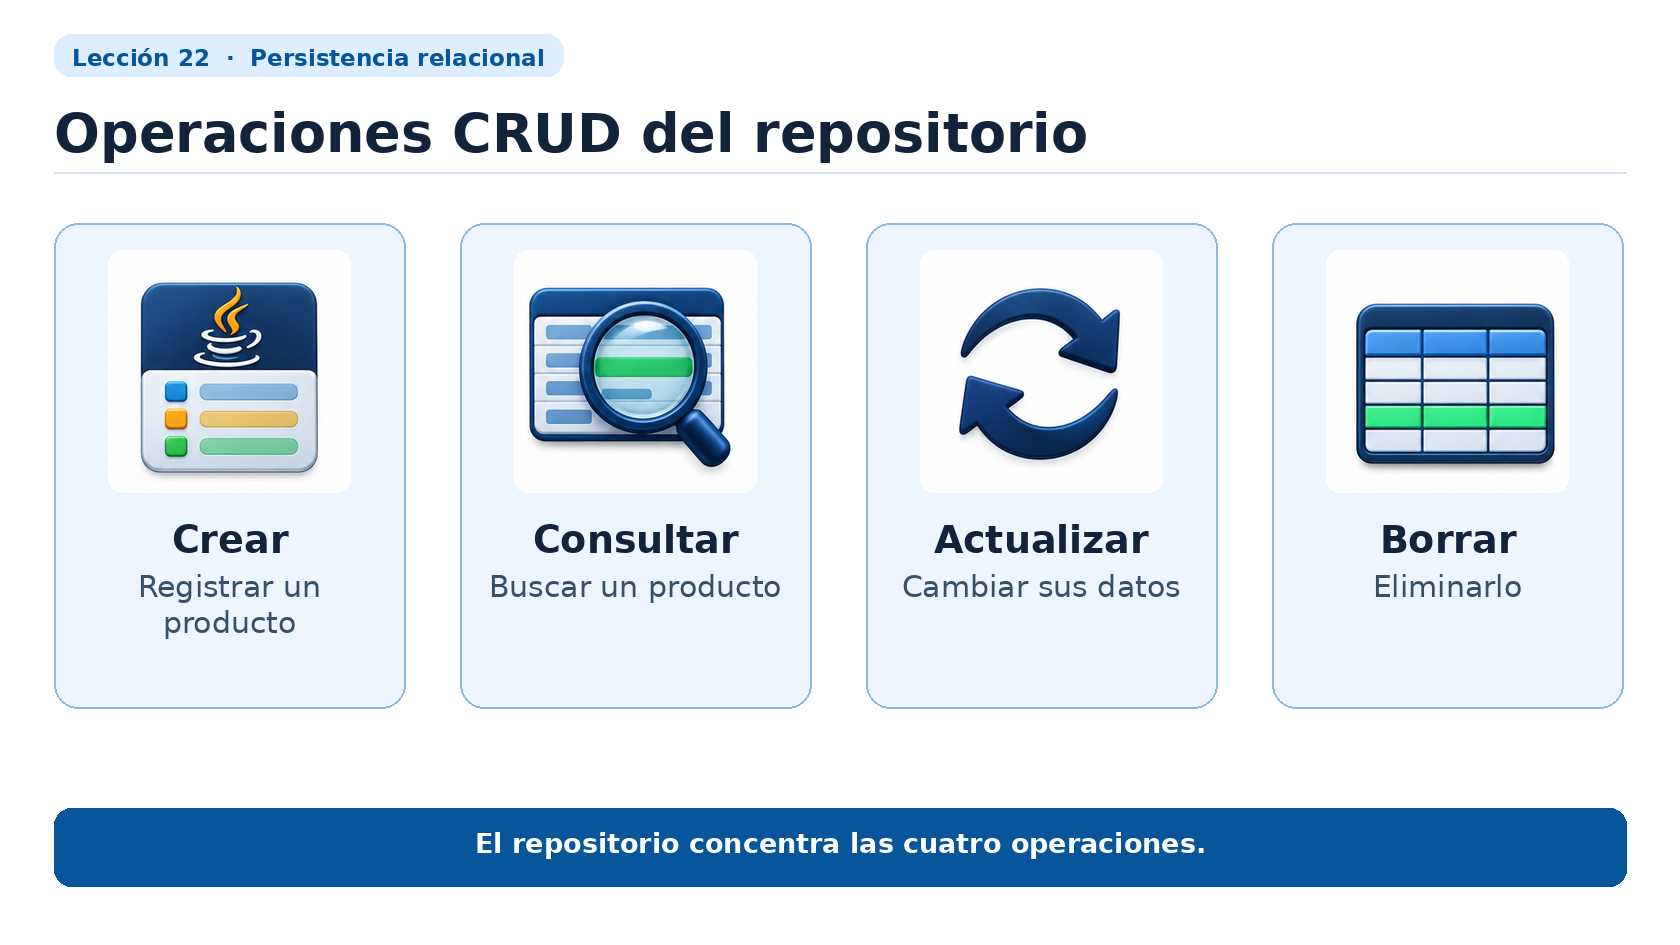 Lección 22 · Persistencia relacional
Operaciones CRUD del repositorio
Crear
Registrar un
producto
Consultar
Buscar un producto
Actualizar
Cambiar sus datos
Borrar
Eliminarlo
El repositorio concentra las cuatro operaciones.